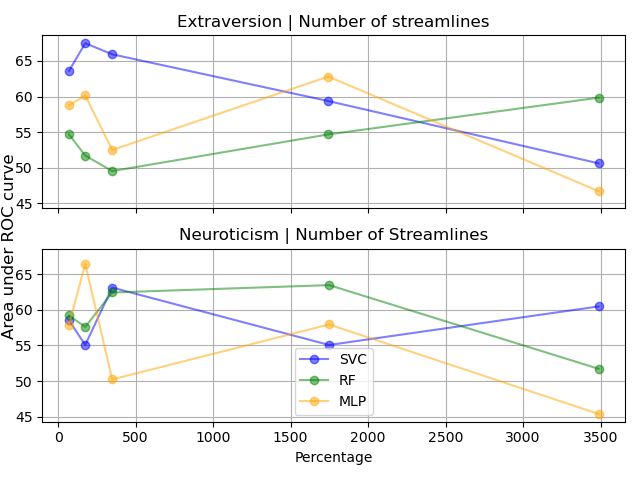 Extraversion | Number of streamlines
65
60
55
50
45
Area under ROC curve
Neuroticism | Number of Streamlines
65
60
55
50
45
SVC
RF
MLP
0 500 1000 1500 2000 2500 3000 3500
Percentage